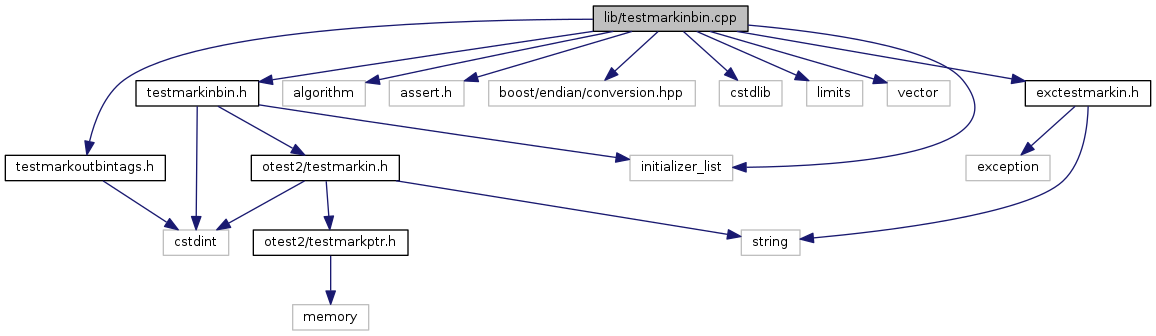 lib/testmarkinbin.cpp
testmarkinbin.h
algorithm
assert.h
boost/endian/conversion.hpp
cstdlib
limits
vector
exctestmarkin.h
testmarkoutbintags.h
otest2/testmarkin.h
initializer_list
exception
cstdint
otest2/testmarkptr.h
string
memory